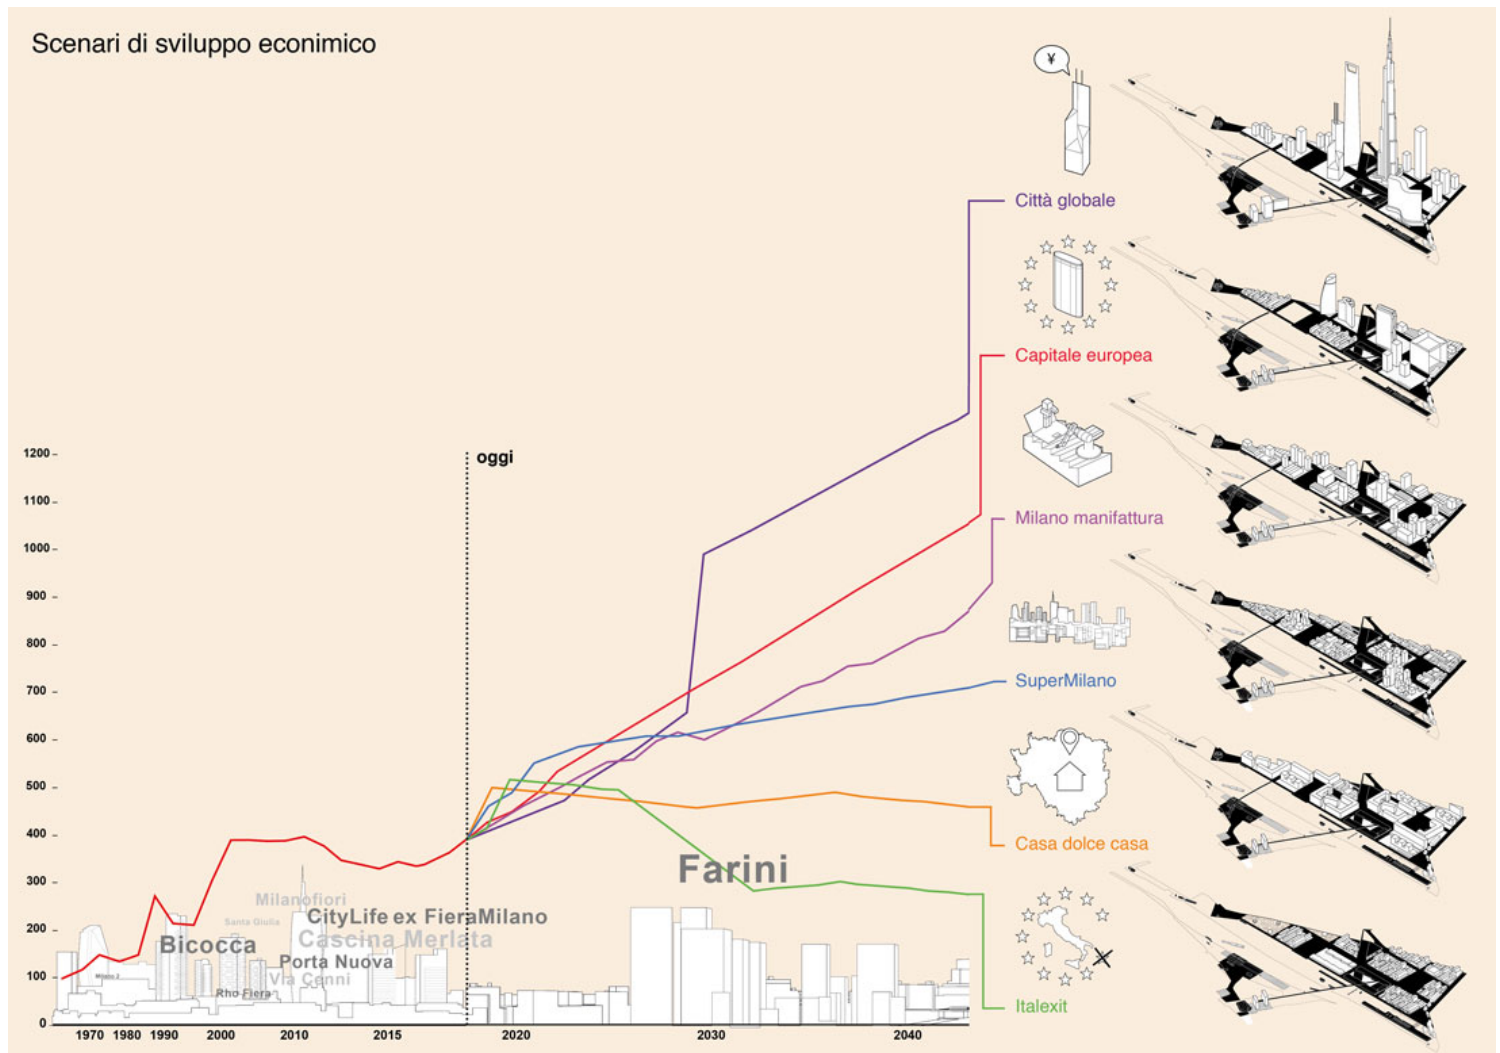 Scenari di sviluppo econimico
¥
Città globale
Capitale europea
Milano manifattura
SuperMilano
Casa dolce casa
Italexit
oggi
1200
1100
1000
900
800
700
600
500
400
300
200
100
0
Farini
Milanofiori
CityLife ex FieraMilano
Santa Giulia
Cascina Merlata
Bicocca
Porta Nuova
Milano 2
Via Cenni
Rho Fiera
1970 1980 1990 2000 2010 2015 2020 2030 2040